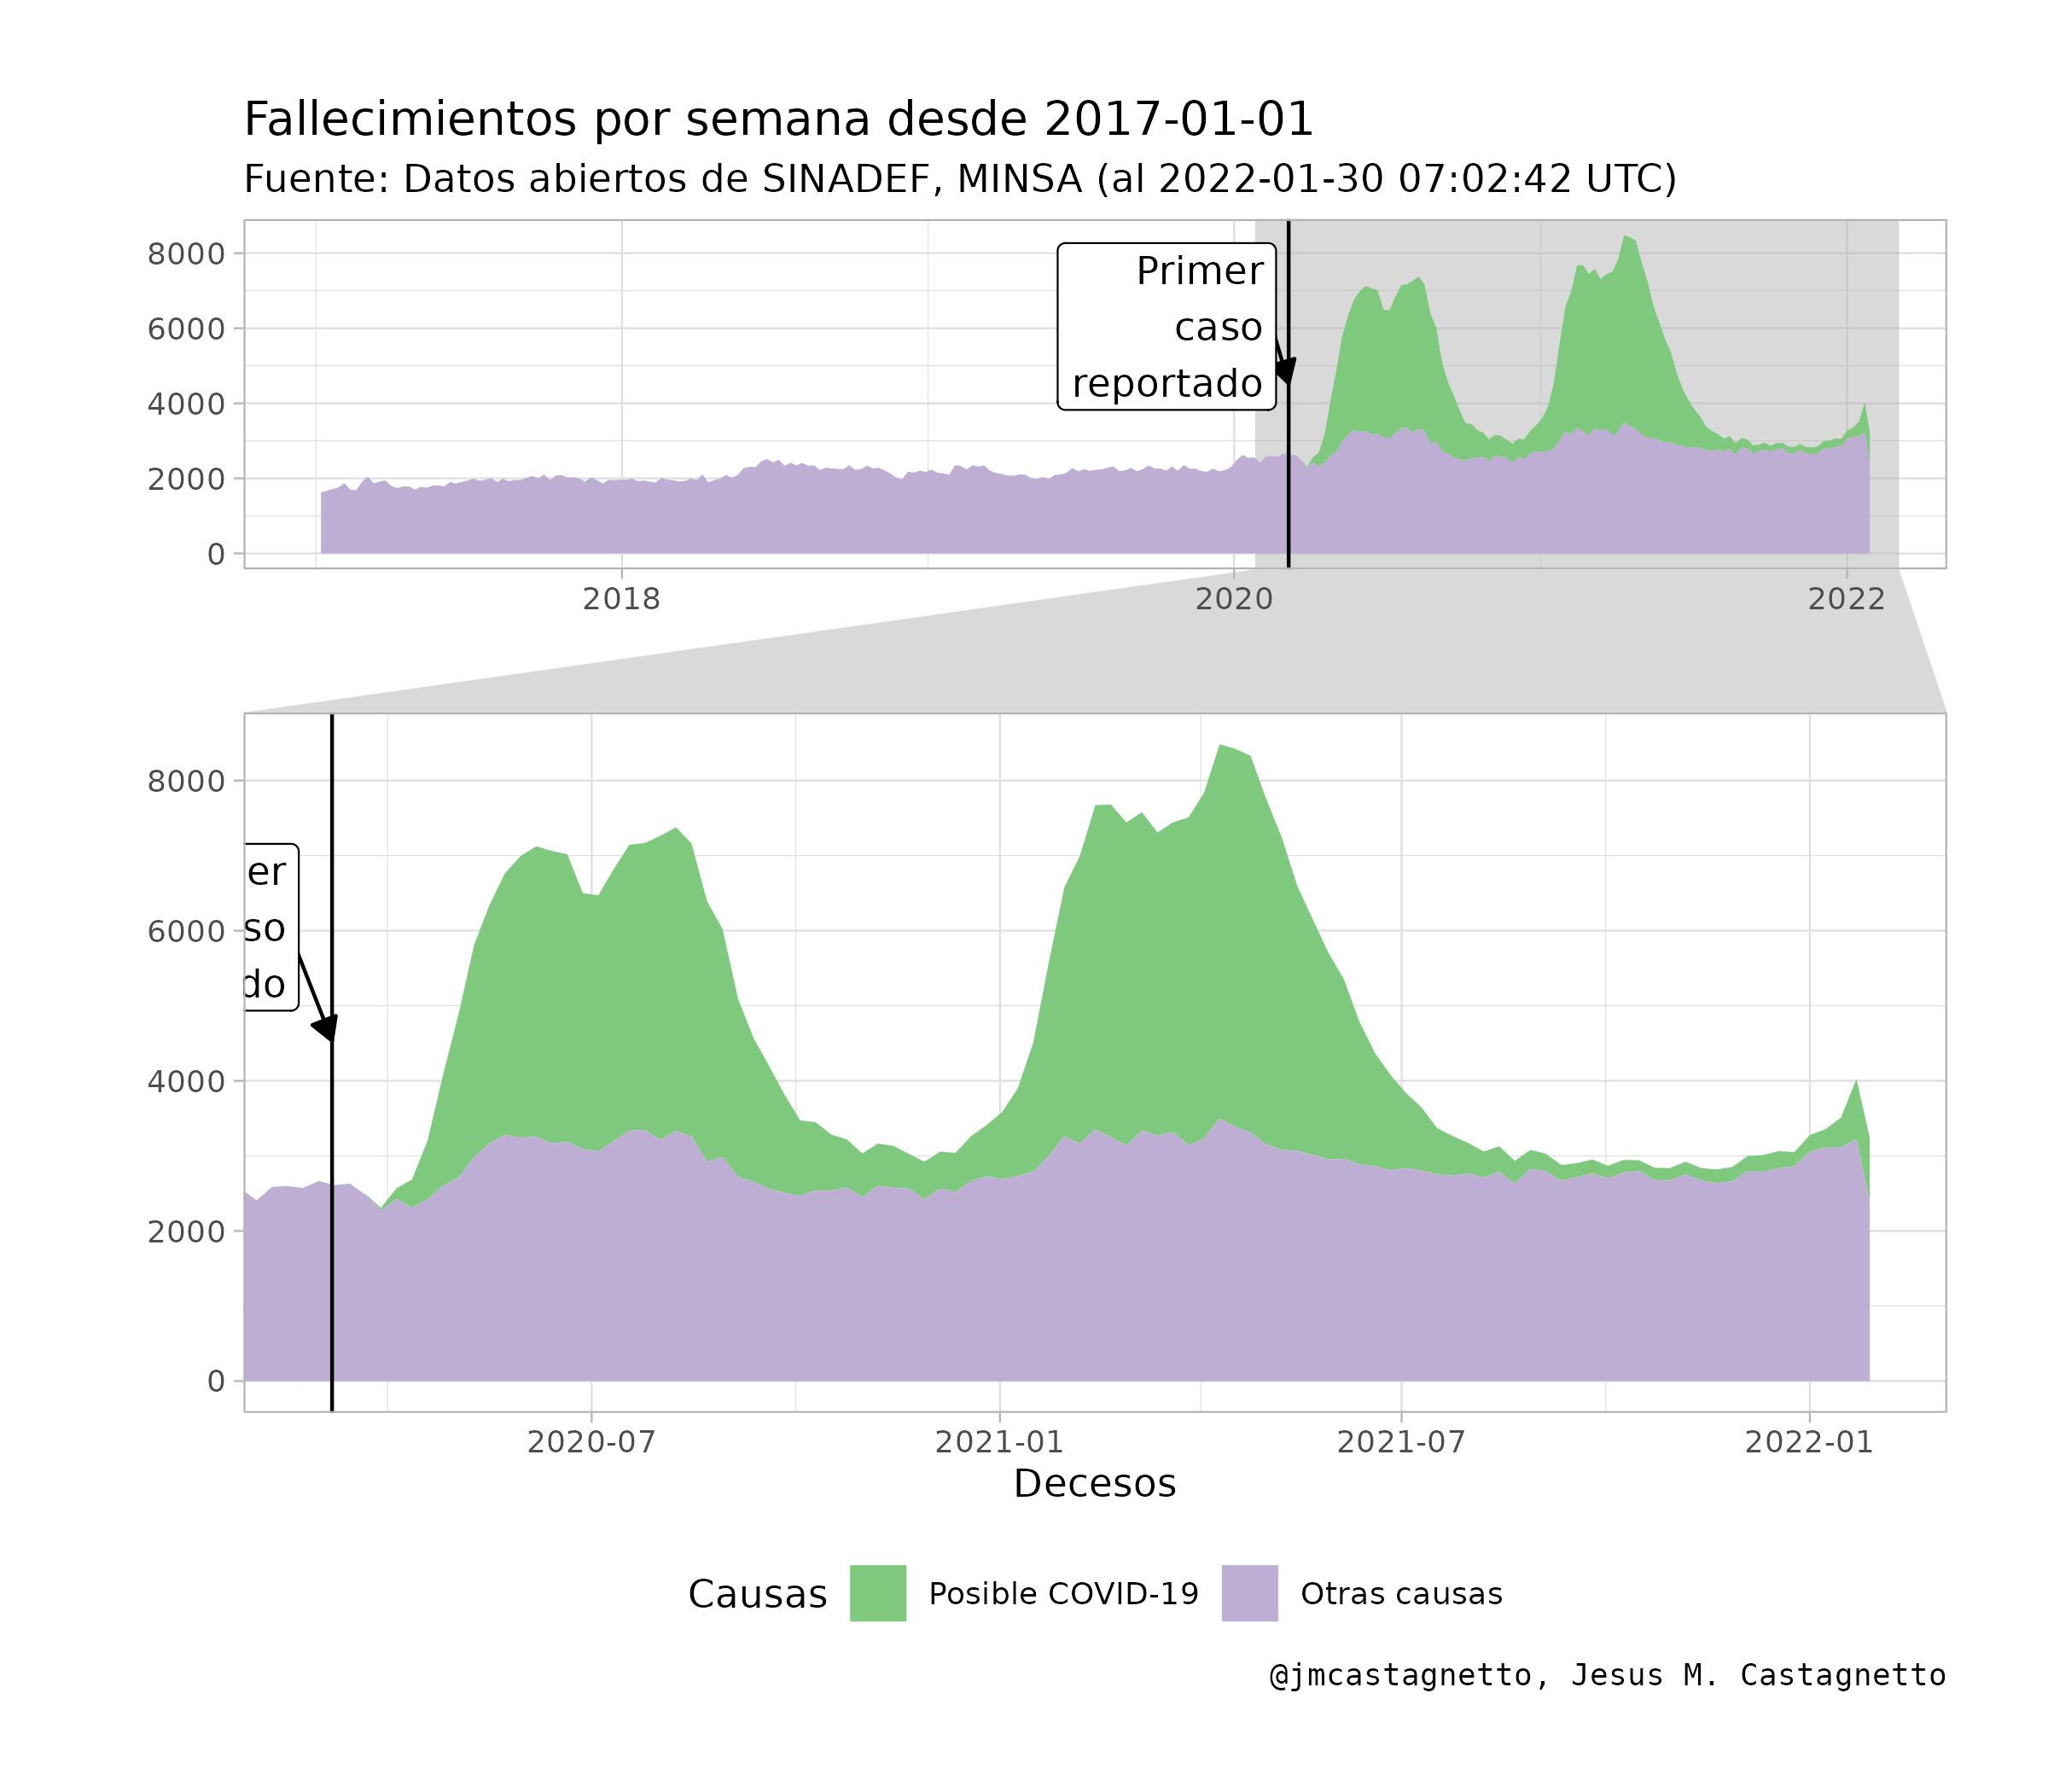 Fallecimientos por semana desde 2017-01-01
Fuente: Datos abiertos de SINADEF, MINSA (al 2022-01-30 07:02:42 UTC)
8000
6000
4000
2000
0
Primer
caso
reportado
2018
2020
2022
8000
6000
4000
2000
0
er
so
do
2020-07
2021-01
2021-07
2022-01
Decesos
Causas
Posible COVID-19
Otras causas
@jmcastagnetto, Jesus M. Castagnetto